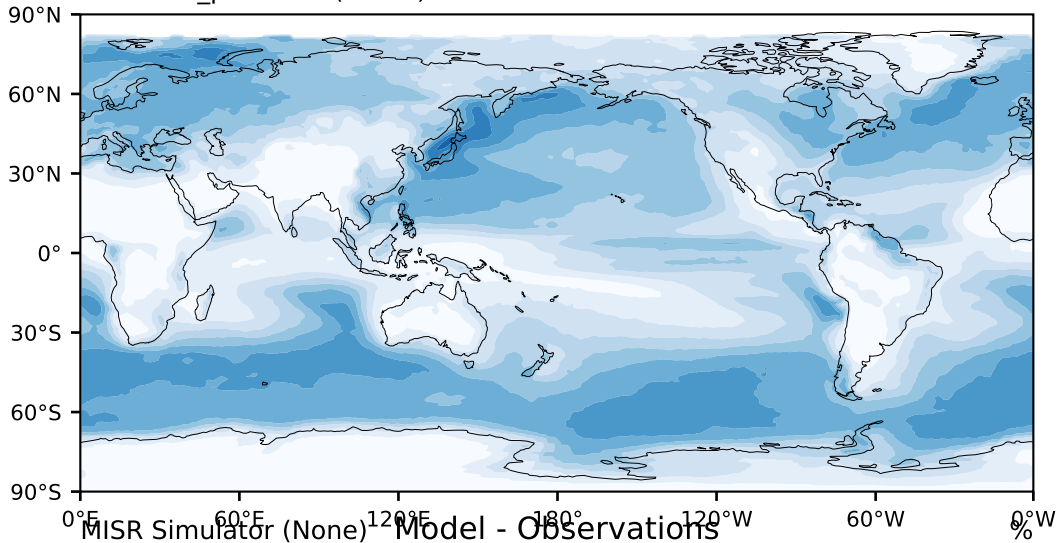 90°N
60°N
30°N
0°
30°S
60°S
90°S
0°E 60°E 120°E 180°W 120°W 60°W 0°W
MISR Simulator (None) Model - Observations %